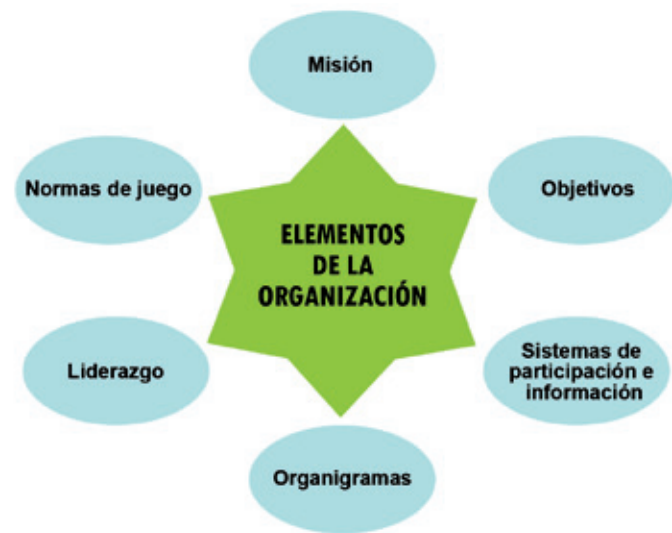 Misión
Normas de juego
Objetivos
ELEMENTOS
DE LA
ORGANIZACIÓN
Liderazgo
Sistemas de
participación e
información
Organigramas